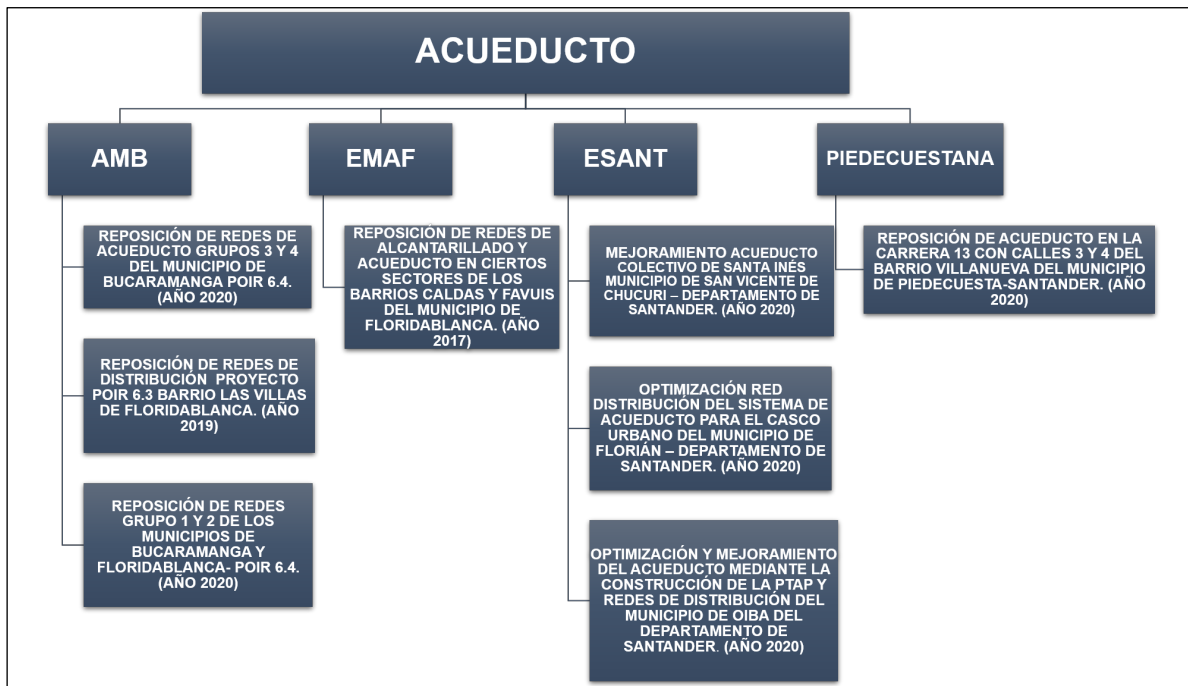 ACUEDUCTO
AMB
REPOSICIÓN DE REDES DE
ACUEDUCTO GRUPOS 3 Y 4
DEL MUNICIPIO DE
BUCARAMANGA POIR 6.4.
(AÑO 2020)
REPOSICIÓN DE REDES DE
DISTRIBUCIÓN PROYECTO
POIR 6.3 BARRIO LAS VILLAS
DE FLORIDABLANCA. (AÑO
2019)
REPOSICIÓN DE REDES
GRUPO 1 Y 2 DE LOS
MUNICIPIOS DE
BUCARAMANGA Y
FLORIDABLANCA- POIR 6.4.
(AÑO 2020)
EMAF
REPOSICIÓN DE REDES DE
ALCANTARILLADO Y
ACUEDUCTO EN CIERTOS
SECTORES DE LOS
BARRIOS CALDAS Y FAVUIS
DEL MUNICIPIO DE
FLORIDABLANCA. (AÑO
2017)
ESANT
MEJORAMIENTO ACUEDUCTO
COLECTIVO DE SANTA INÉS
MUNICIPIO DE SAN VICENTE DE
CHUCURI – DEPARTAMENTO DE
SANTANDER. (AÑO 2020)
OPTIMIZACIÓN RED
DISTRIBUCIÓN DEL SISTEMA DE
ACUEDUCTO PARA EL CASCO
URBANO DEL MUNICIPIO DE
FLORIÁN – DEPARTAMENTO DE
SANTANDER. (AÑO 2020)
OPTIMIZACIÓN Y MEJORAMIENTO
DEL ACUEDUCTO MEDIANTE LA
CONSTRUCCIÓN DE LA PTAP Y
REDES DE DISTRIBUCIÓN DEL
MUNICIPIO DE OIBA DEL
DEPARTAMENTO DE
SANTANDER. (AÑO 2020)
PIEDECUESTANA
REPOSICIÓN DE ACUEDUCTO EN LA
CARRERA 13 CON CALLES 3 Y 4 DEL
BARRIO VILLANUEVA DEL MUNICIPIO
DE PIEDECUESTA-SANTANDER. (AÑO
2020)